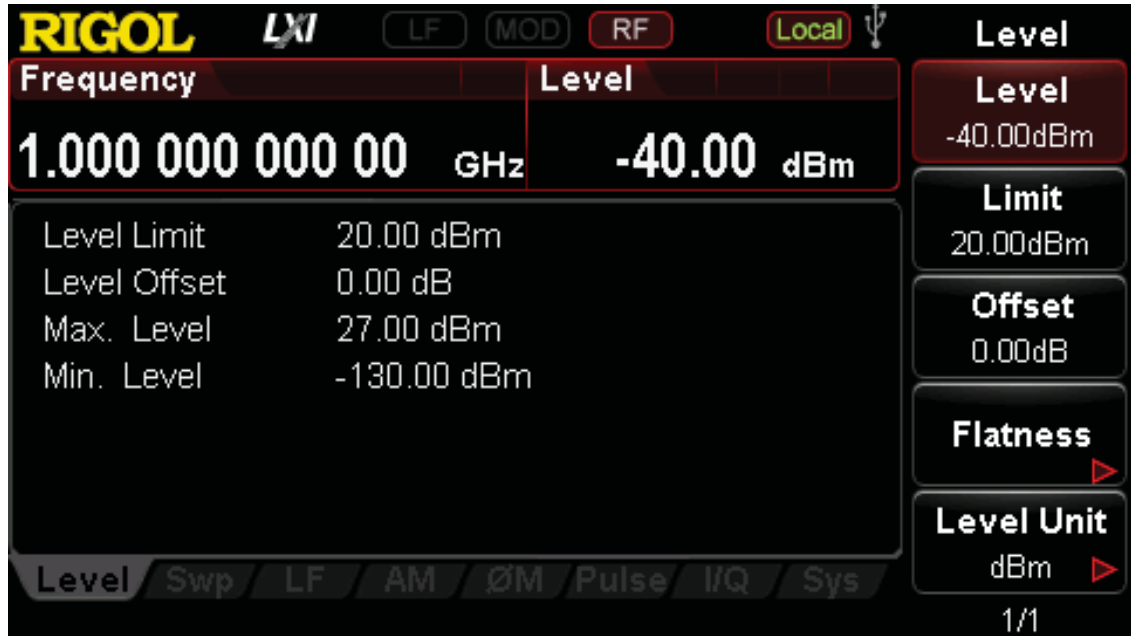 RIGOL LXI LF MOD RF Local Level
Frequency Level
1.000 000 000 00 GHz -40.00 dBm
Level Limit 20.00 dBm
Level Offset 0.00 dB
Max. Level 27.00 dBm
Min. Level -130.00 dBm
Level
-40.00dBm
Limit
20.00dBm
Offset
0.00dB
Flatness
Level Unit
dBm
1/1
Level Swp LF AM ØM Pulse I/Q Sys